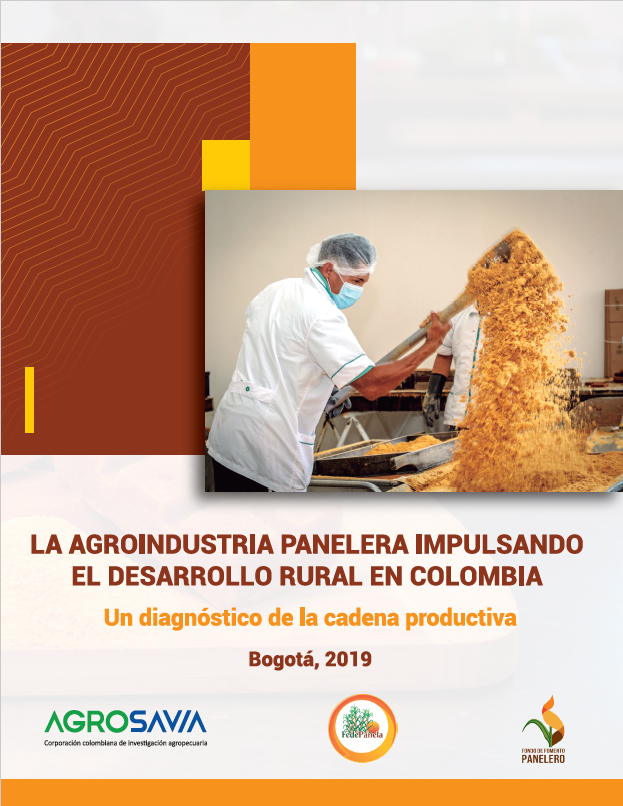 LA AGROINDUSTRIA PANELERA IMPULSANDO
EL DESARROLLO RURAL EN COLOMBIA
Un diagnóstico de la cadena productiva
Bogotá, 2019
AGROSAVIA
Corporación colombiana de investigación agropecuaria
FedePanela
FONDO DE FOMENTO
PANELERO